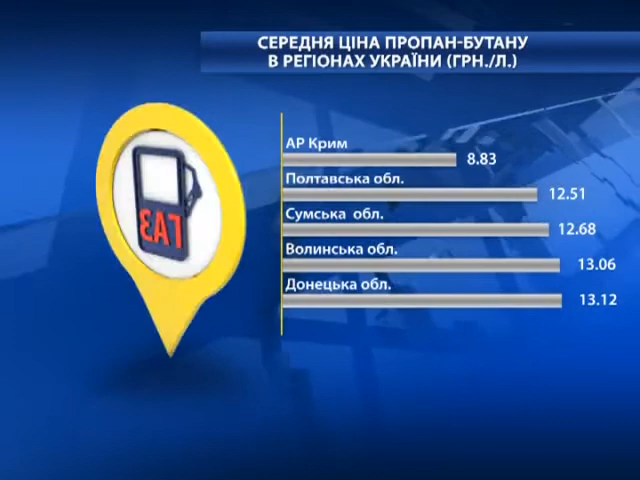 СЕРЕДНЯ ЦІНА ПРОПАН-БУТАНУ
В РЕГІОНАХ УКРАЇНИ (ГРН./Л.)
АР Крим
8.83
Полтавська обл.
12.51
Сумська обл.
12.68
Волинська обл.
13.06
Донецька обл.
13.12
ГАЗ